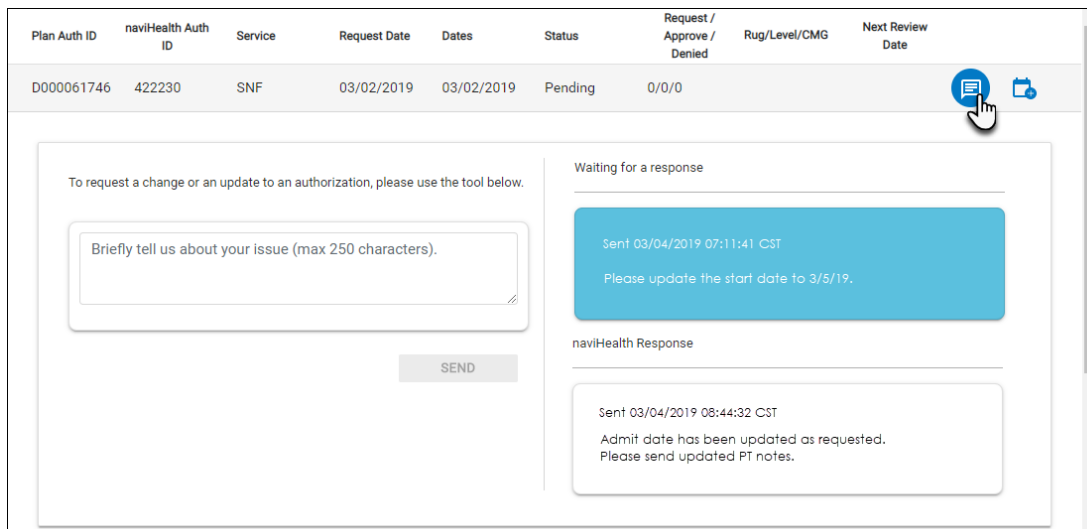 Plan Auth ID
naviHealth Auth
ID
Service
Request Date
Dates
Status
Request /
Approve /
Denied
Rug/Level/CMG
Next Review
Date
D000061746 422230 SNF 03/02/2019 03/02/2019 Pending 0/0/0
To request a change or an update to an authorization, please use the tool below.
Briefly tell us about your issue (max 250 characters).
SEND
Waiting for a response
Sent 03/04/2019 07:11:41 CST
Please update the start date to 3/5/19.
naviHealth Response
Sent 03/04/2019 08:44:32 CST
Admit date has been updated as requested.
Please send updated PT notes.